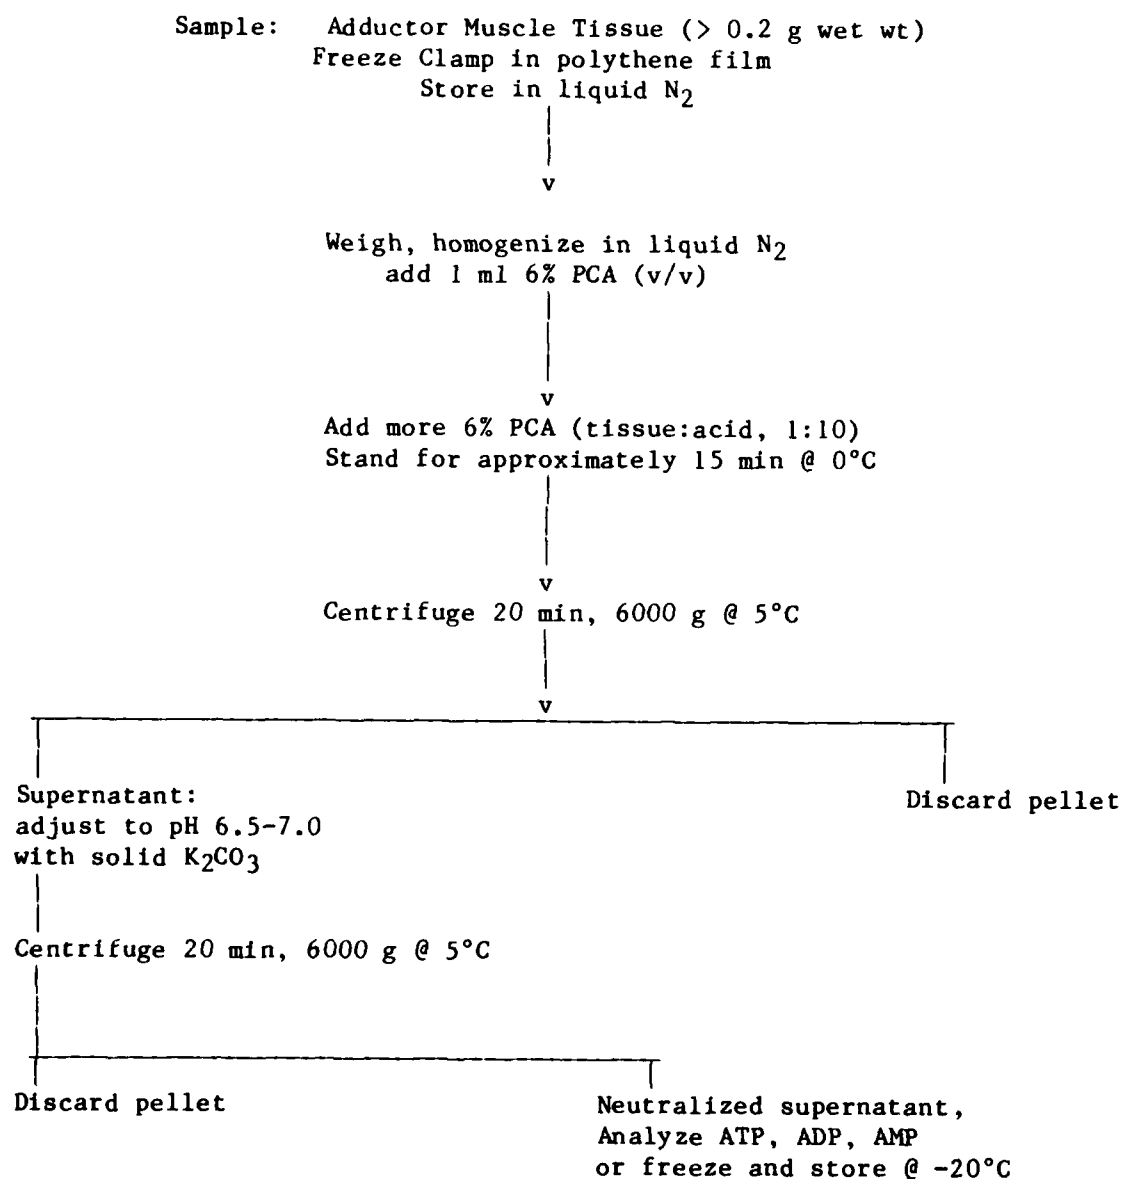 Sample: Adductor Muscle Tissue (> 0.2 g wet wt)
Freeze Clamp in polythene film
Store in liquid N2
v
Weigh, homogenize in liquid N2
add 1 ml 6% PCA (v/v)
v
Add more 6% PCA (tissue:acid, 1:10)
Stand for approximately 15 min @ 0°C
v
Centrifuge 20 min, 6000 g @ 5°C
v
Supernatant:
adjust to pH 6.5-7.0
with solid K2CO3
Discard pellet
Centrifuge 20 min, 6000 g @ 5°C
Discard pellet
Neutralized supernatant,
Analyze ATP, ADP, AMP
or freeze and store @ -20°C